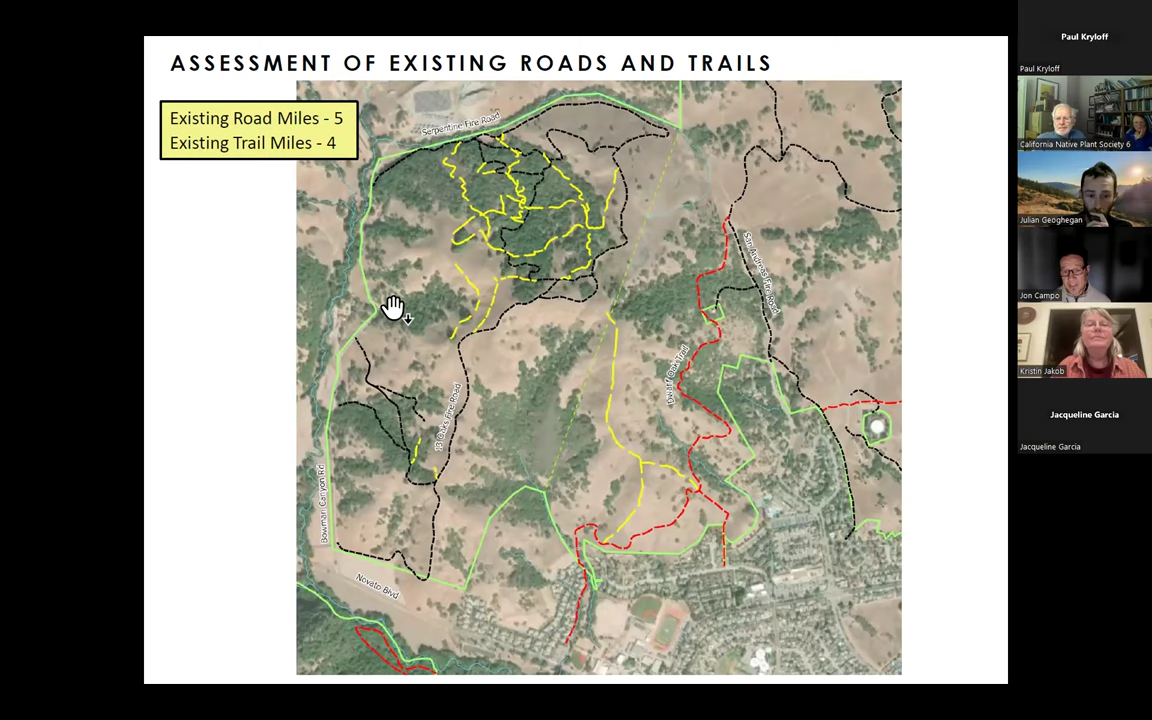 ASSESSMENT OF EXISTING ROADS AND TRAILS
Existing Road Miles - 5
Existing Trail Miles - 4
Serpentine Fire Road
San Andreas Fire Road
Dwarf Oak Trail
13 Oaks Fire Road
Bowman Canyon Rd
Novato Blvd
Paul Kryloff
Paul Kryloff
California Native Plant Society 6
Julian Geoghegan
Jon Campo
Kristin Jakob
Jacqueline Garcia
Jacqueline Garcia